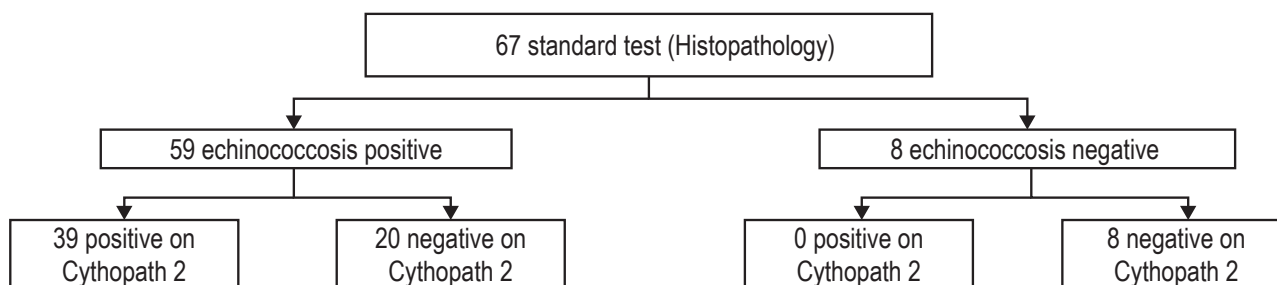 67 standard test (Histopathology)
59 echinococcosis positive
8 echinococcosis negative
39 positive on
Cythopath 2
20 negative on
Cythopath 2
0 positive on
Cythopath 2
8 negative on
Cythopath 2